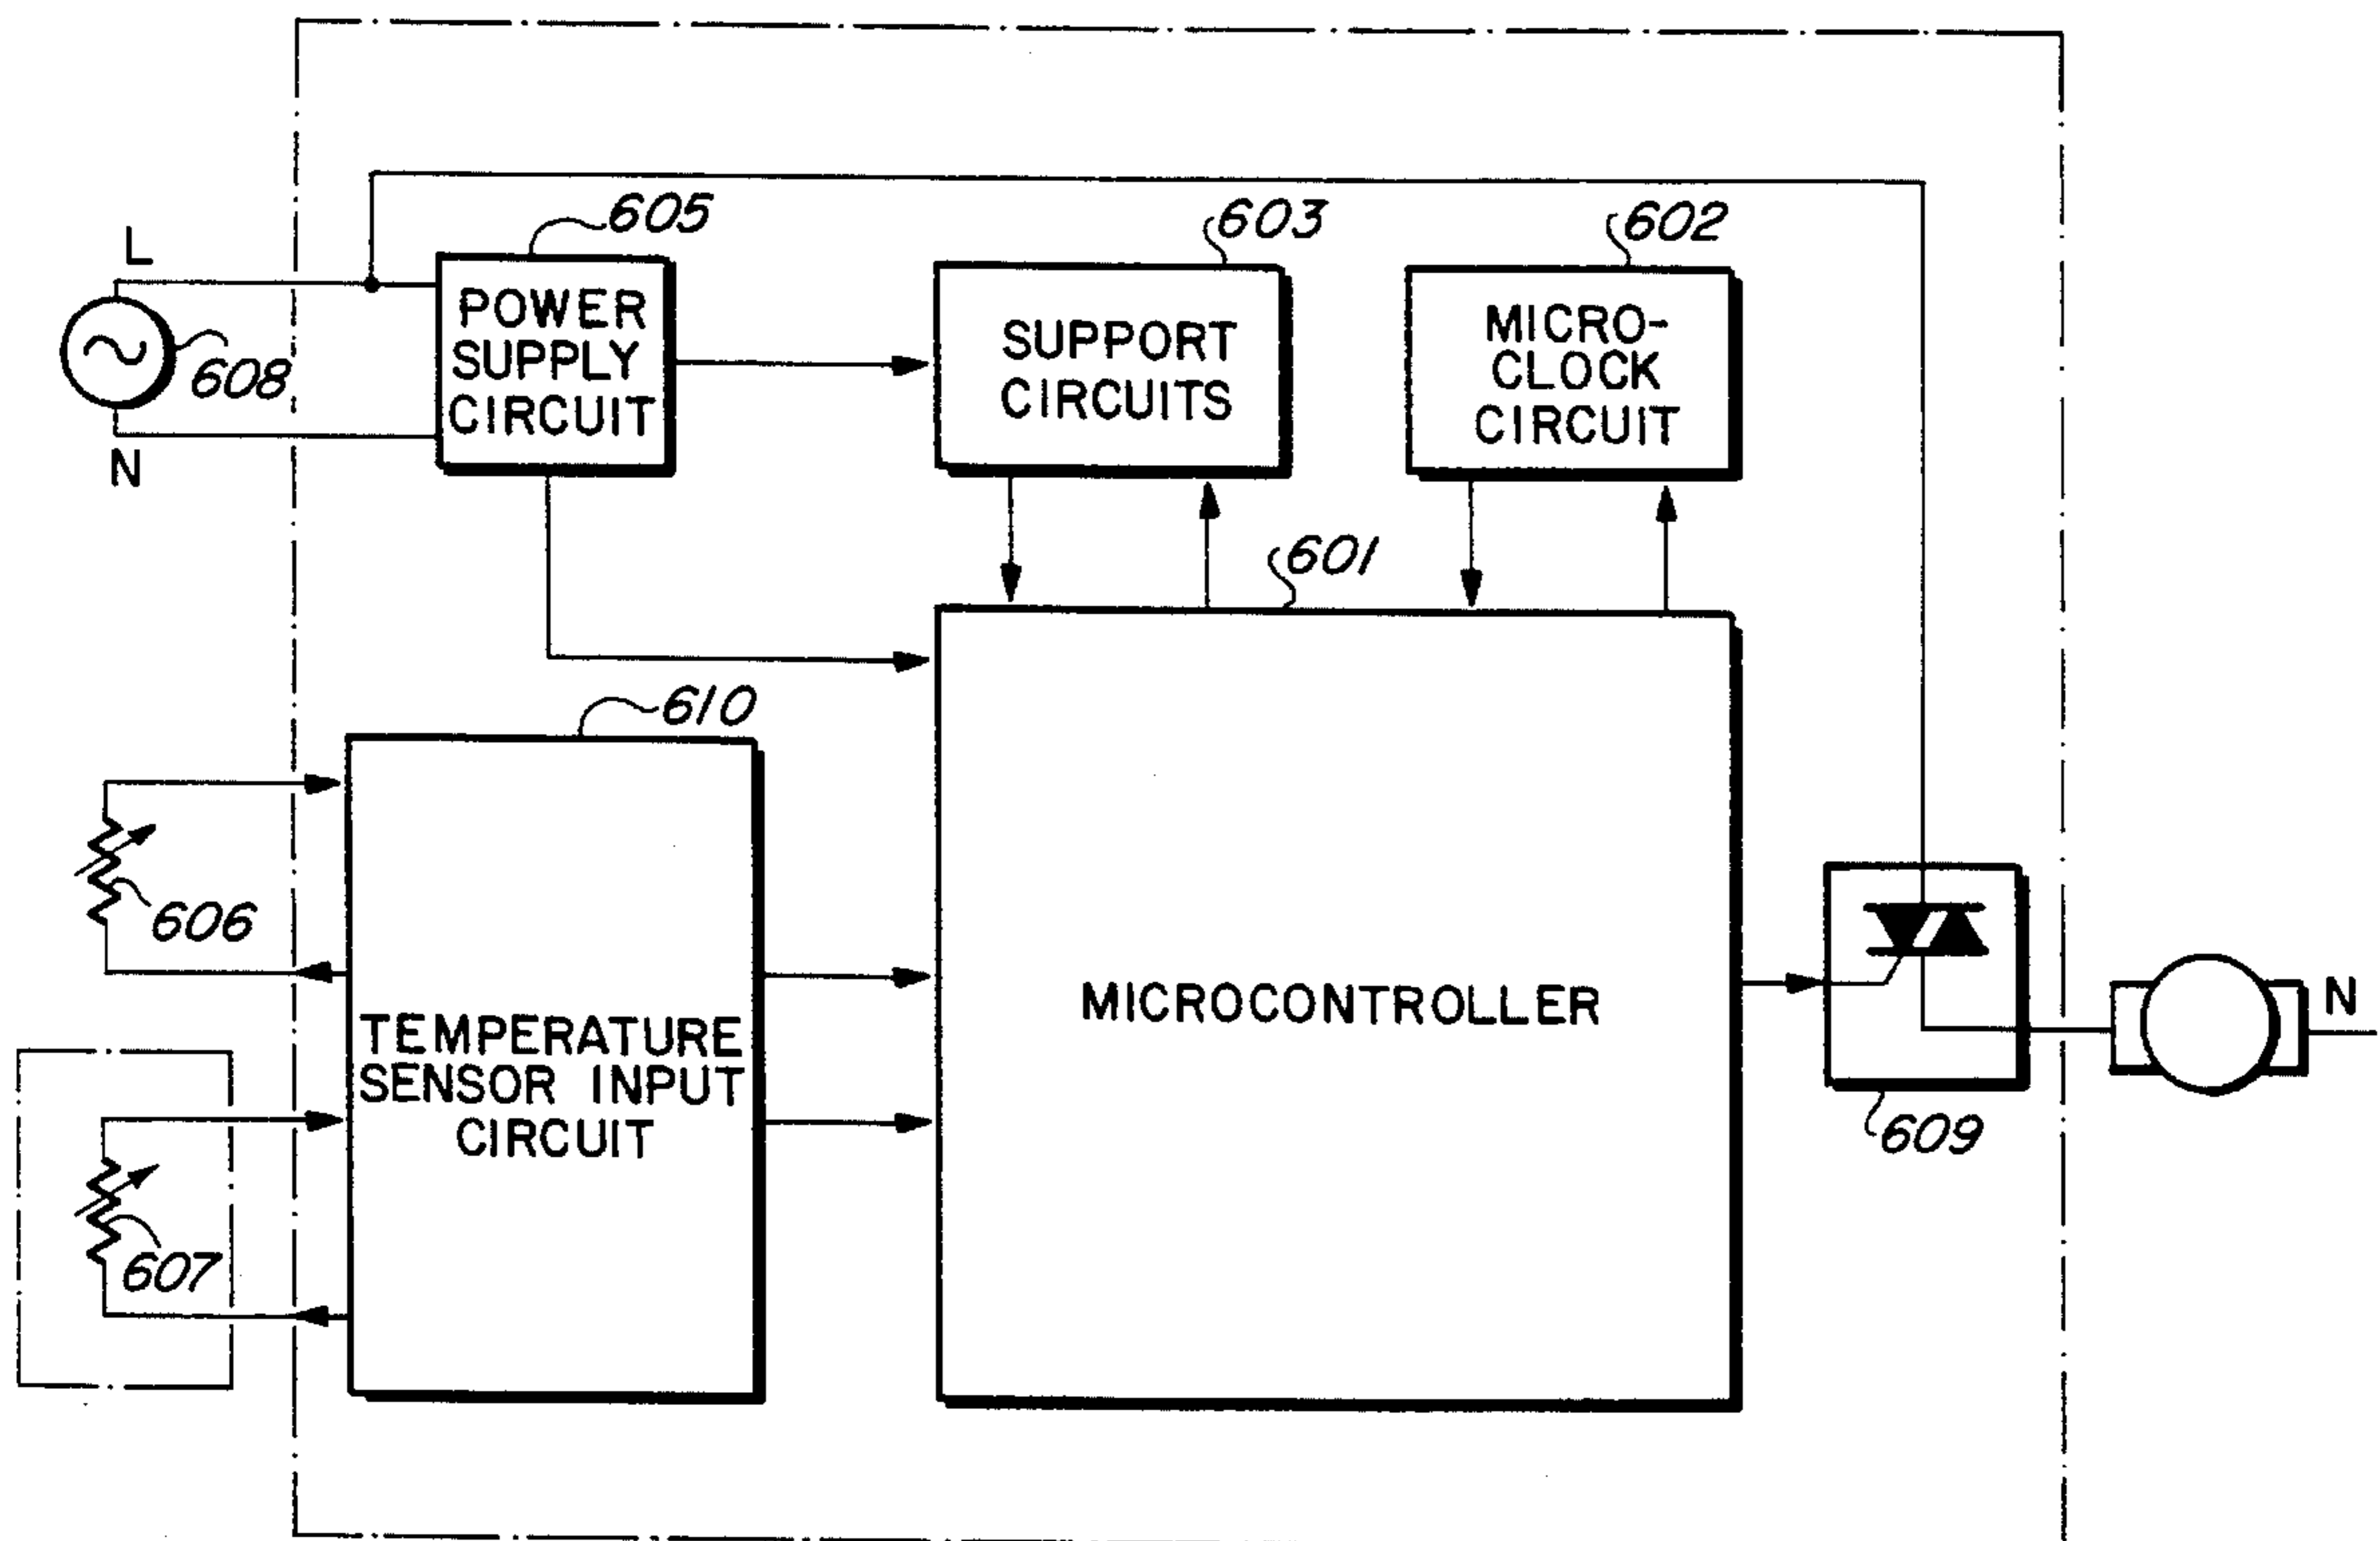 605
603
602
L
POWER
SUPPLY
CIRCUIT
SUPPORT
CIRCUITS
MICRO-
CLOCK
CIRCUIT
608
N
601
610
606
TEMPERATURE
SENSOR INPUT
CIRCUIT
MICROCONTROLLER
N
609
607